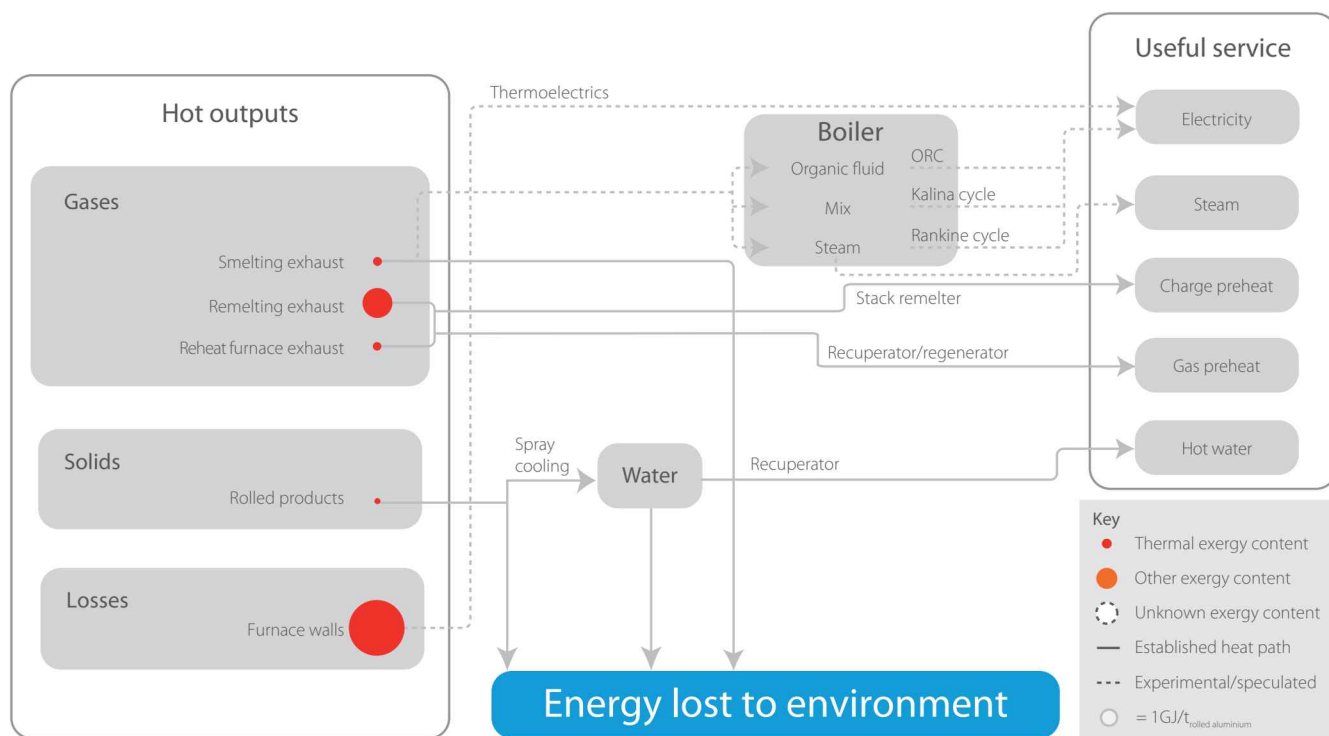 Useful service
Hot outputs
Thermoelectrics
Electricity
Boiler
Organic fluid
ORC
Mix
Kalina cycle
Steam
Rankine cycle
Steam
Gases
Smelting exhaust
Remelting exhaust
Reheat furnace exhaust
Stack remelter
Charge preheat
Recuperator/regenerator
Gas preheat
Solids
Rolled products
Spray
cooling
Water
Recuperator
Hot water
Losses
Furnace walls
Energy lost to environment
Key
Thermal exergy content
Other exergy content
Unknown exergy content
Established heat path
Experimental/speculated
= 1GJ/t rolled aluminium